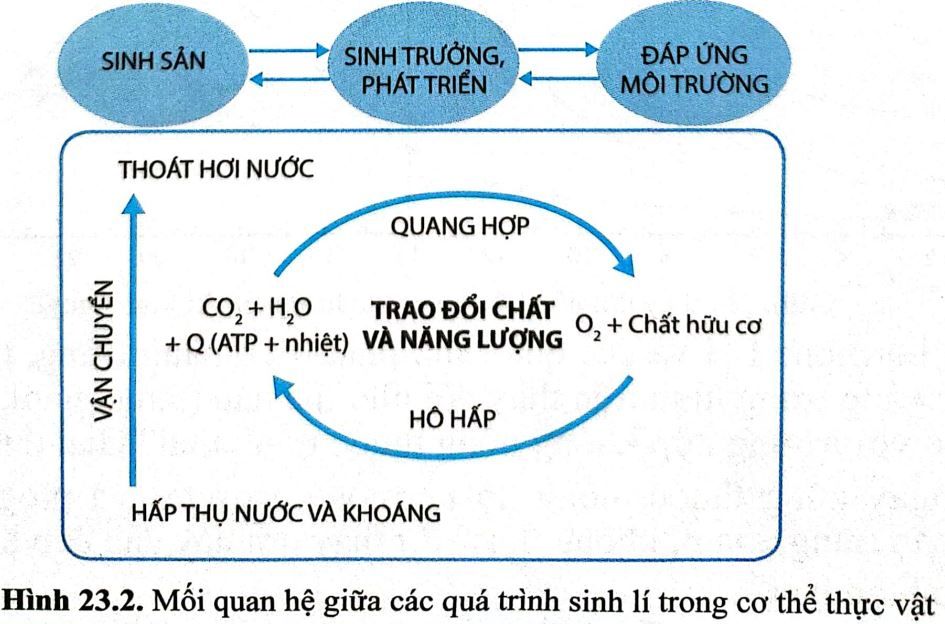 SINH SẢN
SINH TRƯỞNG,
PHÁT TRIỂN
ĐÁP ỨNG
MÔI TRƯỜNG
THOÁT HƠI NƯỚC
QUANG HỢP
VẬN CHUYỂN
CO₂ + H₂O
+ Q (ATP + nhiệt)
TRAO ĐỔI CHẤT
VÀ NĂNG LƯỢNG
O₂ + Chất hữu cơ
HÔ HẤP
HẤP THỤ NƯỚC VÀ KHOÁNG
Hình 23.2. Mối quan hệ giữa các quá trình sinh lí trong cơ thể thực vật